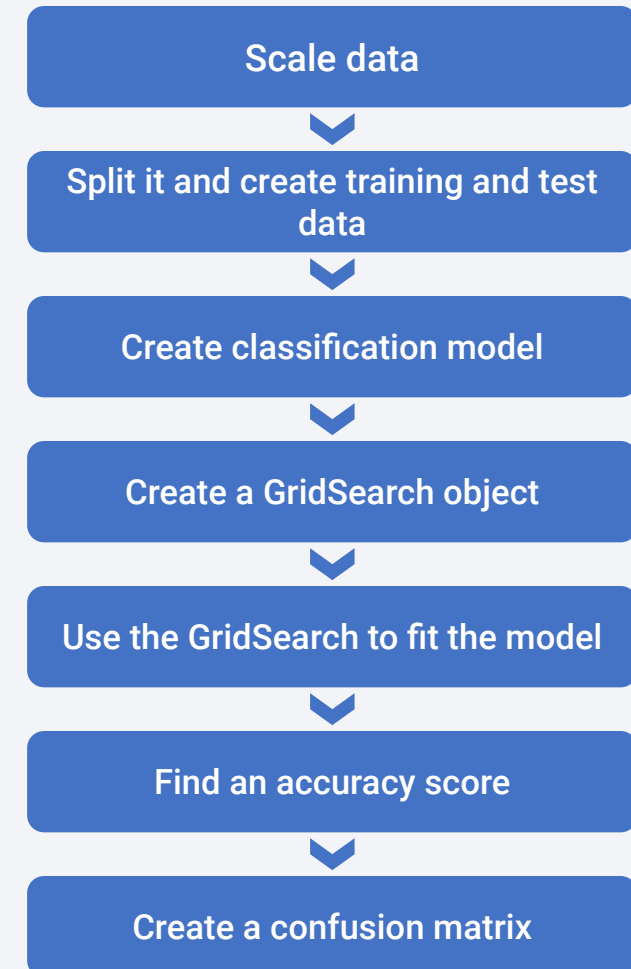 Scale data
Split it and create training and test
data
Create classification model
Create a GridSearch object
Use the GridSearch to fit the model
Find an accuracy score
Create a confusion matrix